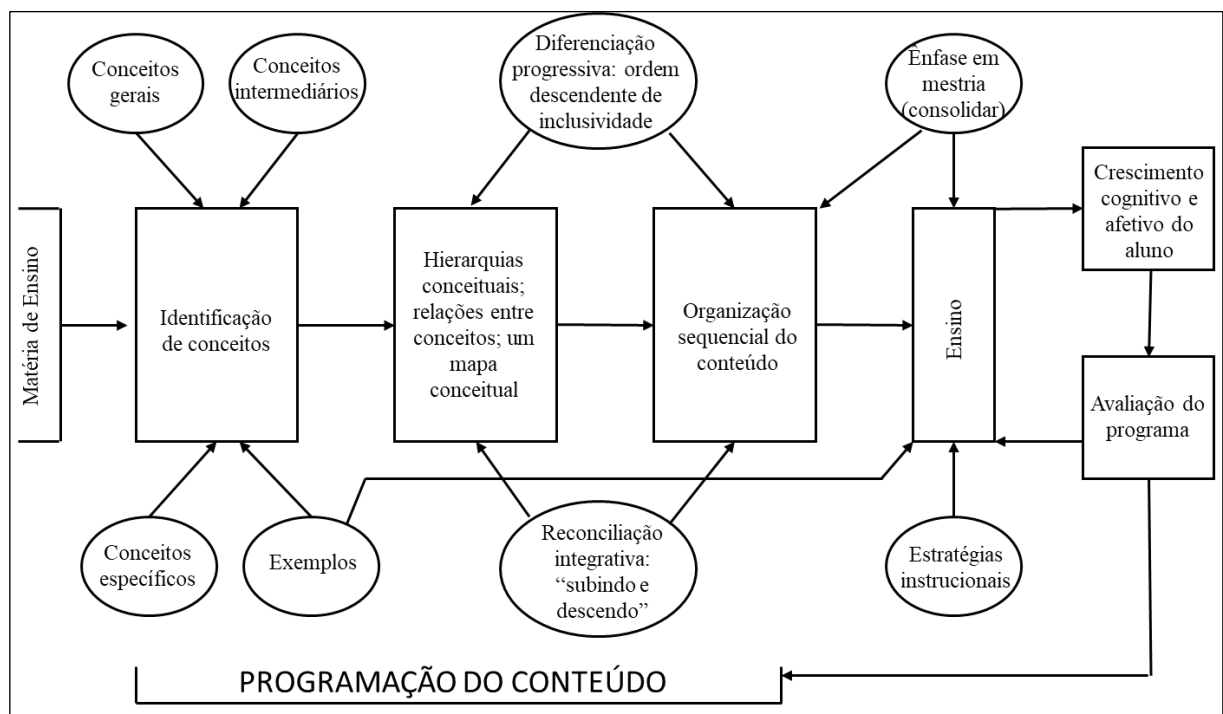 Conceitos
gerais
Conceitos
intermediários
Diferenciação
progressiva: ordem
descendente de
inclusividade
Ênfase em
mestria
(consolidar)
Matéria de Ensino
Identificação
de conceitos
Hierarquias
conceituais;
relações entre
conceitos; um
mapa
conceitual
Organização
sequencial do
conteúdo
Ensino
Crescimento
cognitivo e
afetivo do
aluno
Avaliação do
programa
Conceitos
específicos
Exemplos
Reconciliação
integrativa:
“subindo e
descendo”
Estratégias
instrucionais
PROGRAMAÇÃO DO CONTEÚDO